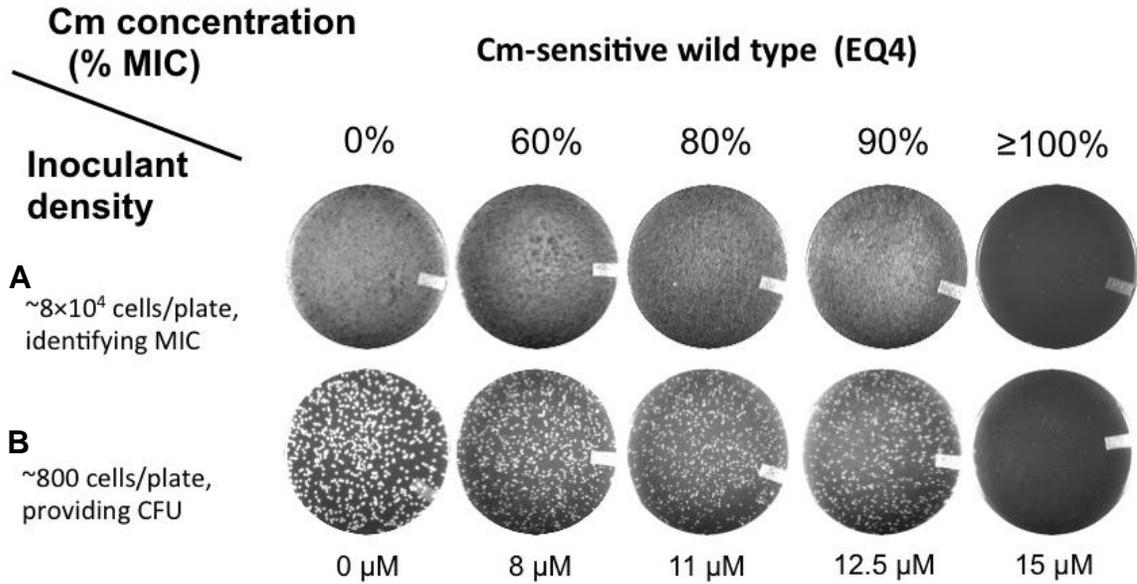 Cm concentration
(% MIC)
Cm-sensitive wild type (EQ4)
Inoculant
density
0% 60% 80% 90% ≥100%
A
~8×10⁴ cells/plate,
identifying MIC
B
~800 cells/plate,
providing CFU
0 µM 8 µM 11 µM 12.5 µM 15 µM